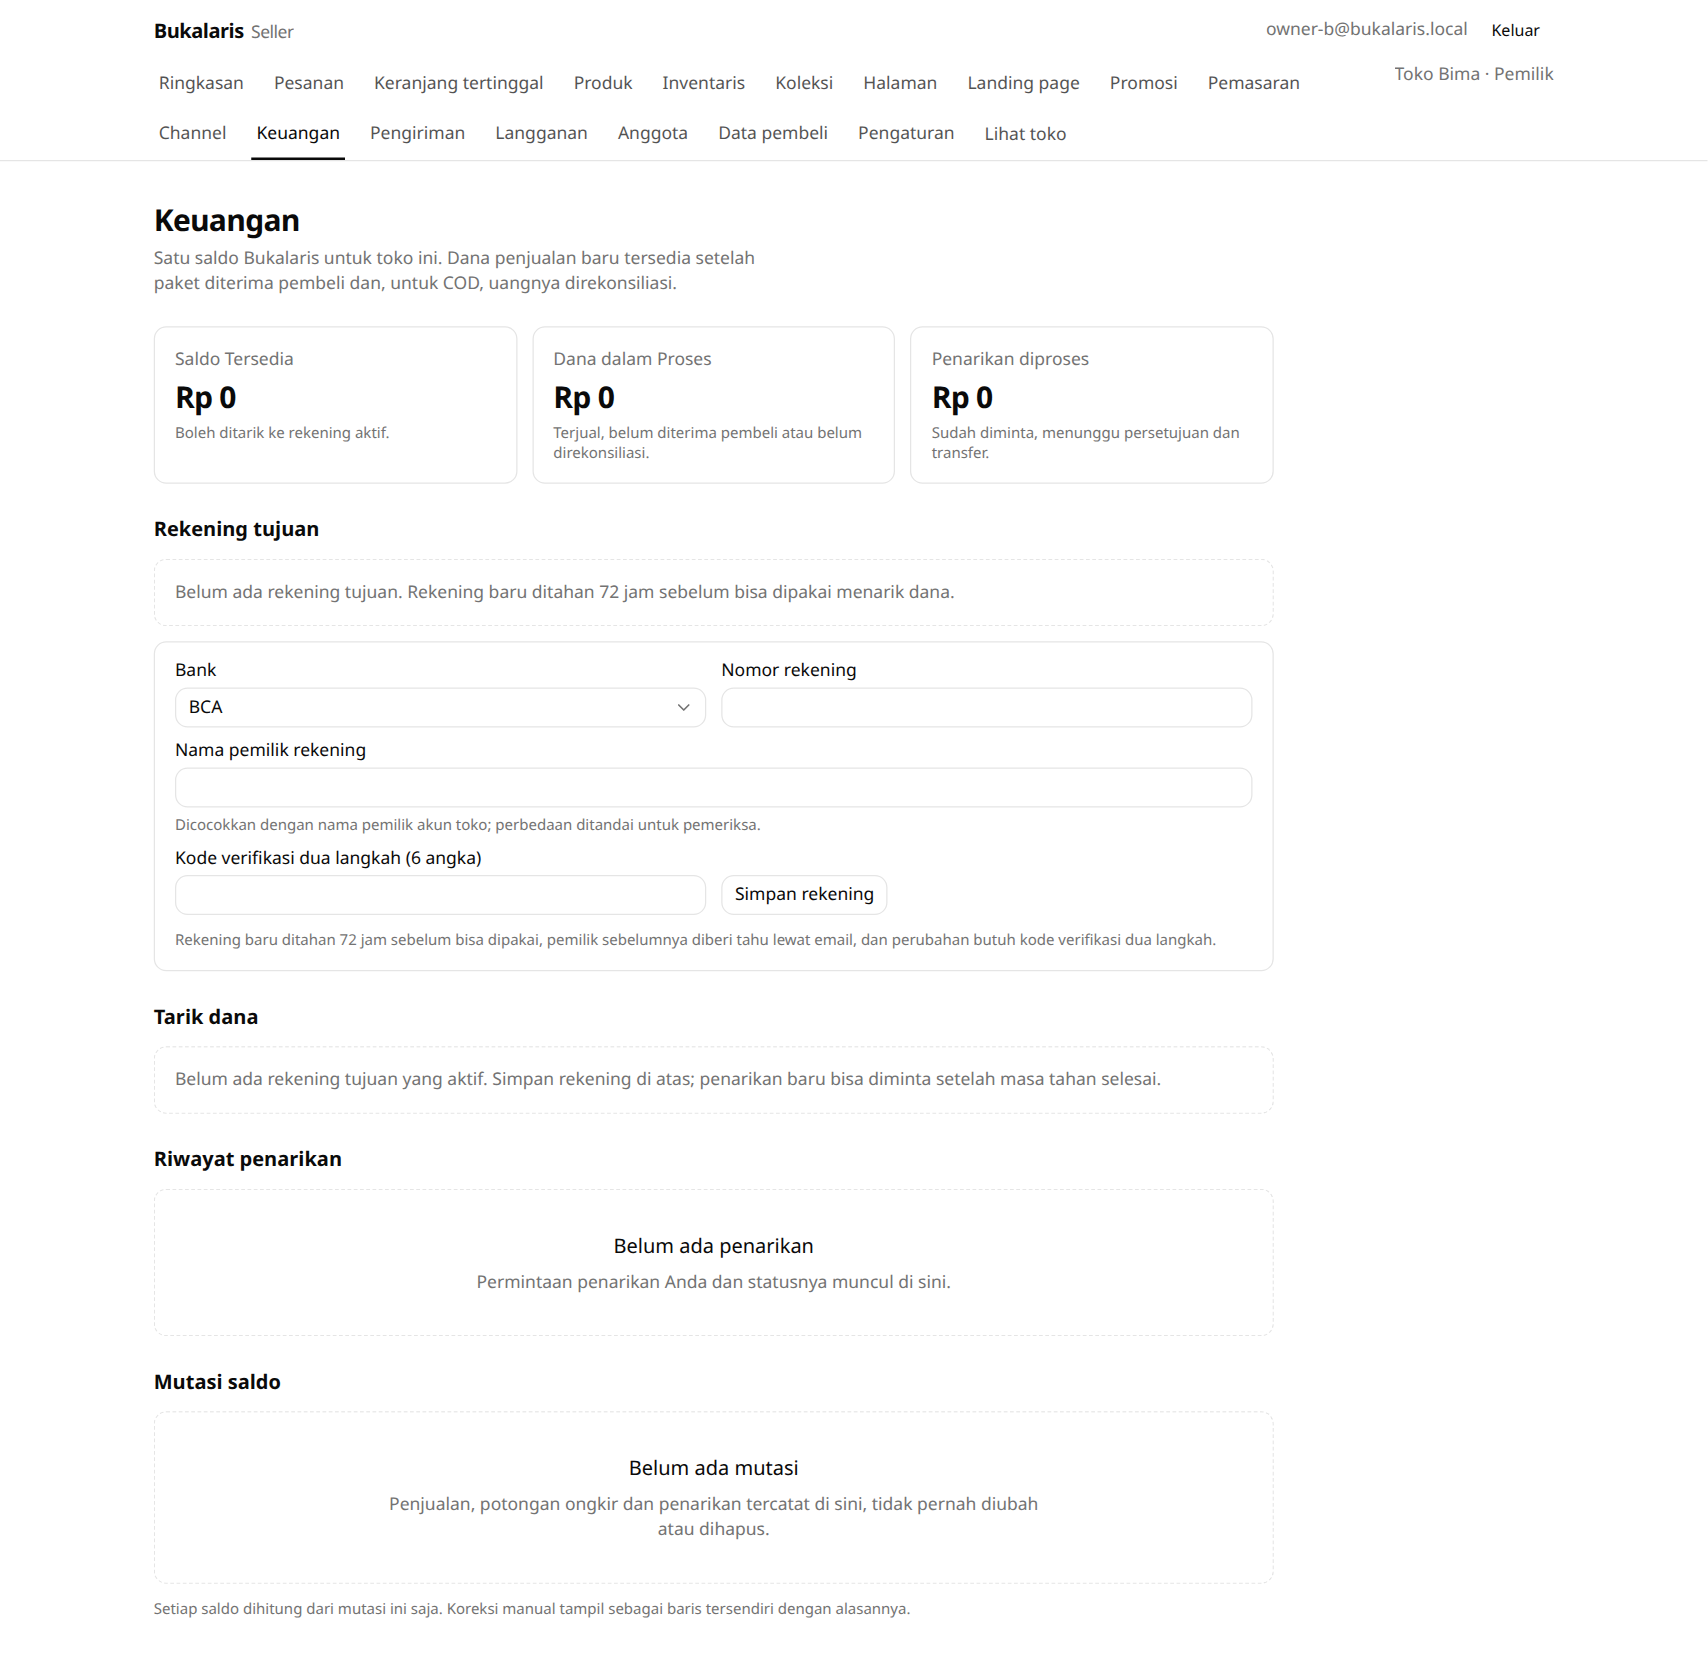 Bukalaris Seller
owner-b@bukalaris.local Keluar
Ringkasan Pesanan Keranjang tertinggal Produk Inventaris Koleksi Halaman Landing page Promosi Pemasaran
Toko Bima · Pemilik
Channel Keuangan Pengiriman Langganan Anggota Data pembeli Pengaturan Lihat toko
Keuangan
Satu saldo Bukalaris untuk toko ini. Dana penjualan baru tersedia setelah
paket diterima pembeli dan, untuk COD, uangnya direkonsiliasi.
Saldo Tersedia
Rp 0
Boleh ditarik ke rekening aktif.
Dana dalam Proses
Rp 0
Terjual, belum diterima pembeli atau belum
direkonsiliasi.
Penarikan diproses
Rp 0
Sudah diminta, menunggu persetujuan dan
transfer.
Rekening tujuan
Belum ada rekening tujuan. Rekening baru ditahan 72 jam sebelum bisa dipakai menarik dana.
Bank
BCA
Nomor rekening
Nama pemilik rekening
Dicocokkan dengan nama pemilik akun toko; perbedaan ditandai untuk pemeriksa.
Kode verifikasi dua langkah (6 angka)
Simpan rekening
Rekening baru ditahan 72 jam sebelum bisa dipakai, pemilik sebelumnya diberi tahu lewat email, dan perubahan butuh kode verifikasi dua langkah.
Tarik dana
Belum ada rekening tujuan yang aktif. Simpan rekening di atas; penarikan baru bisa diminta setelah masa tahan selesai.
Riwayat penarikan
Belum ada penarikan
Permintaan penarikan Anda dan statusnya muncul di sini.
Mutasi saldo
Belum ada mutasi
Penjualan, potongan ongkir dan penarikan tercatat di sini, tidak pernah diubah
atau dihapus.
Setiap saldo dihitung dari mutasi ini saja. Koreksi manual tampil sebagai baris tersendiri dengan alasannya.